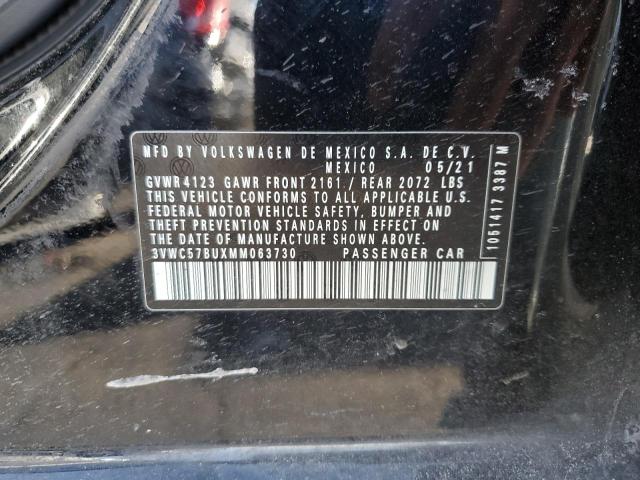 MFD BY VOLKSWAGEN DE MEXICO S.A. DE C.V.
MEXICO 05/21
GVWR 4123 GAWR FRONT 2161 / REAR 2072 LBS
THIS VEHICLE CONFORMS TO ALL APPLICABLE U.S.
FEDERAL MOTOR VEHICLE SAFETY, BUMPER AND
THEFT PREVENTION STANDARDS IN EFFECT ON THE
DATE OF MANUFACTURE SHOWN ABOVE.
3VWC57BUXMM063730 PASSENGER CAR
1051417 3387 M